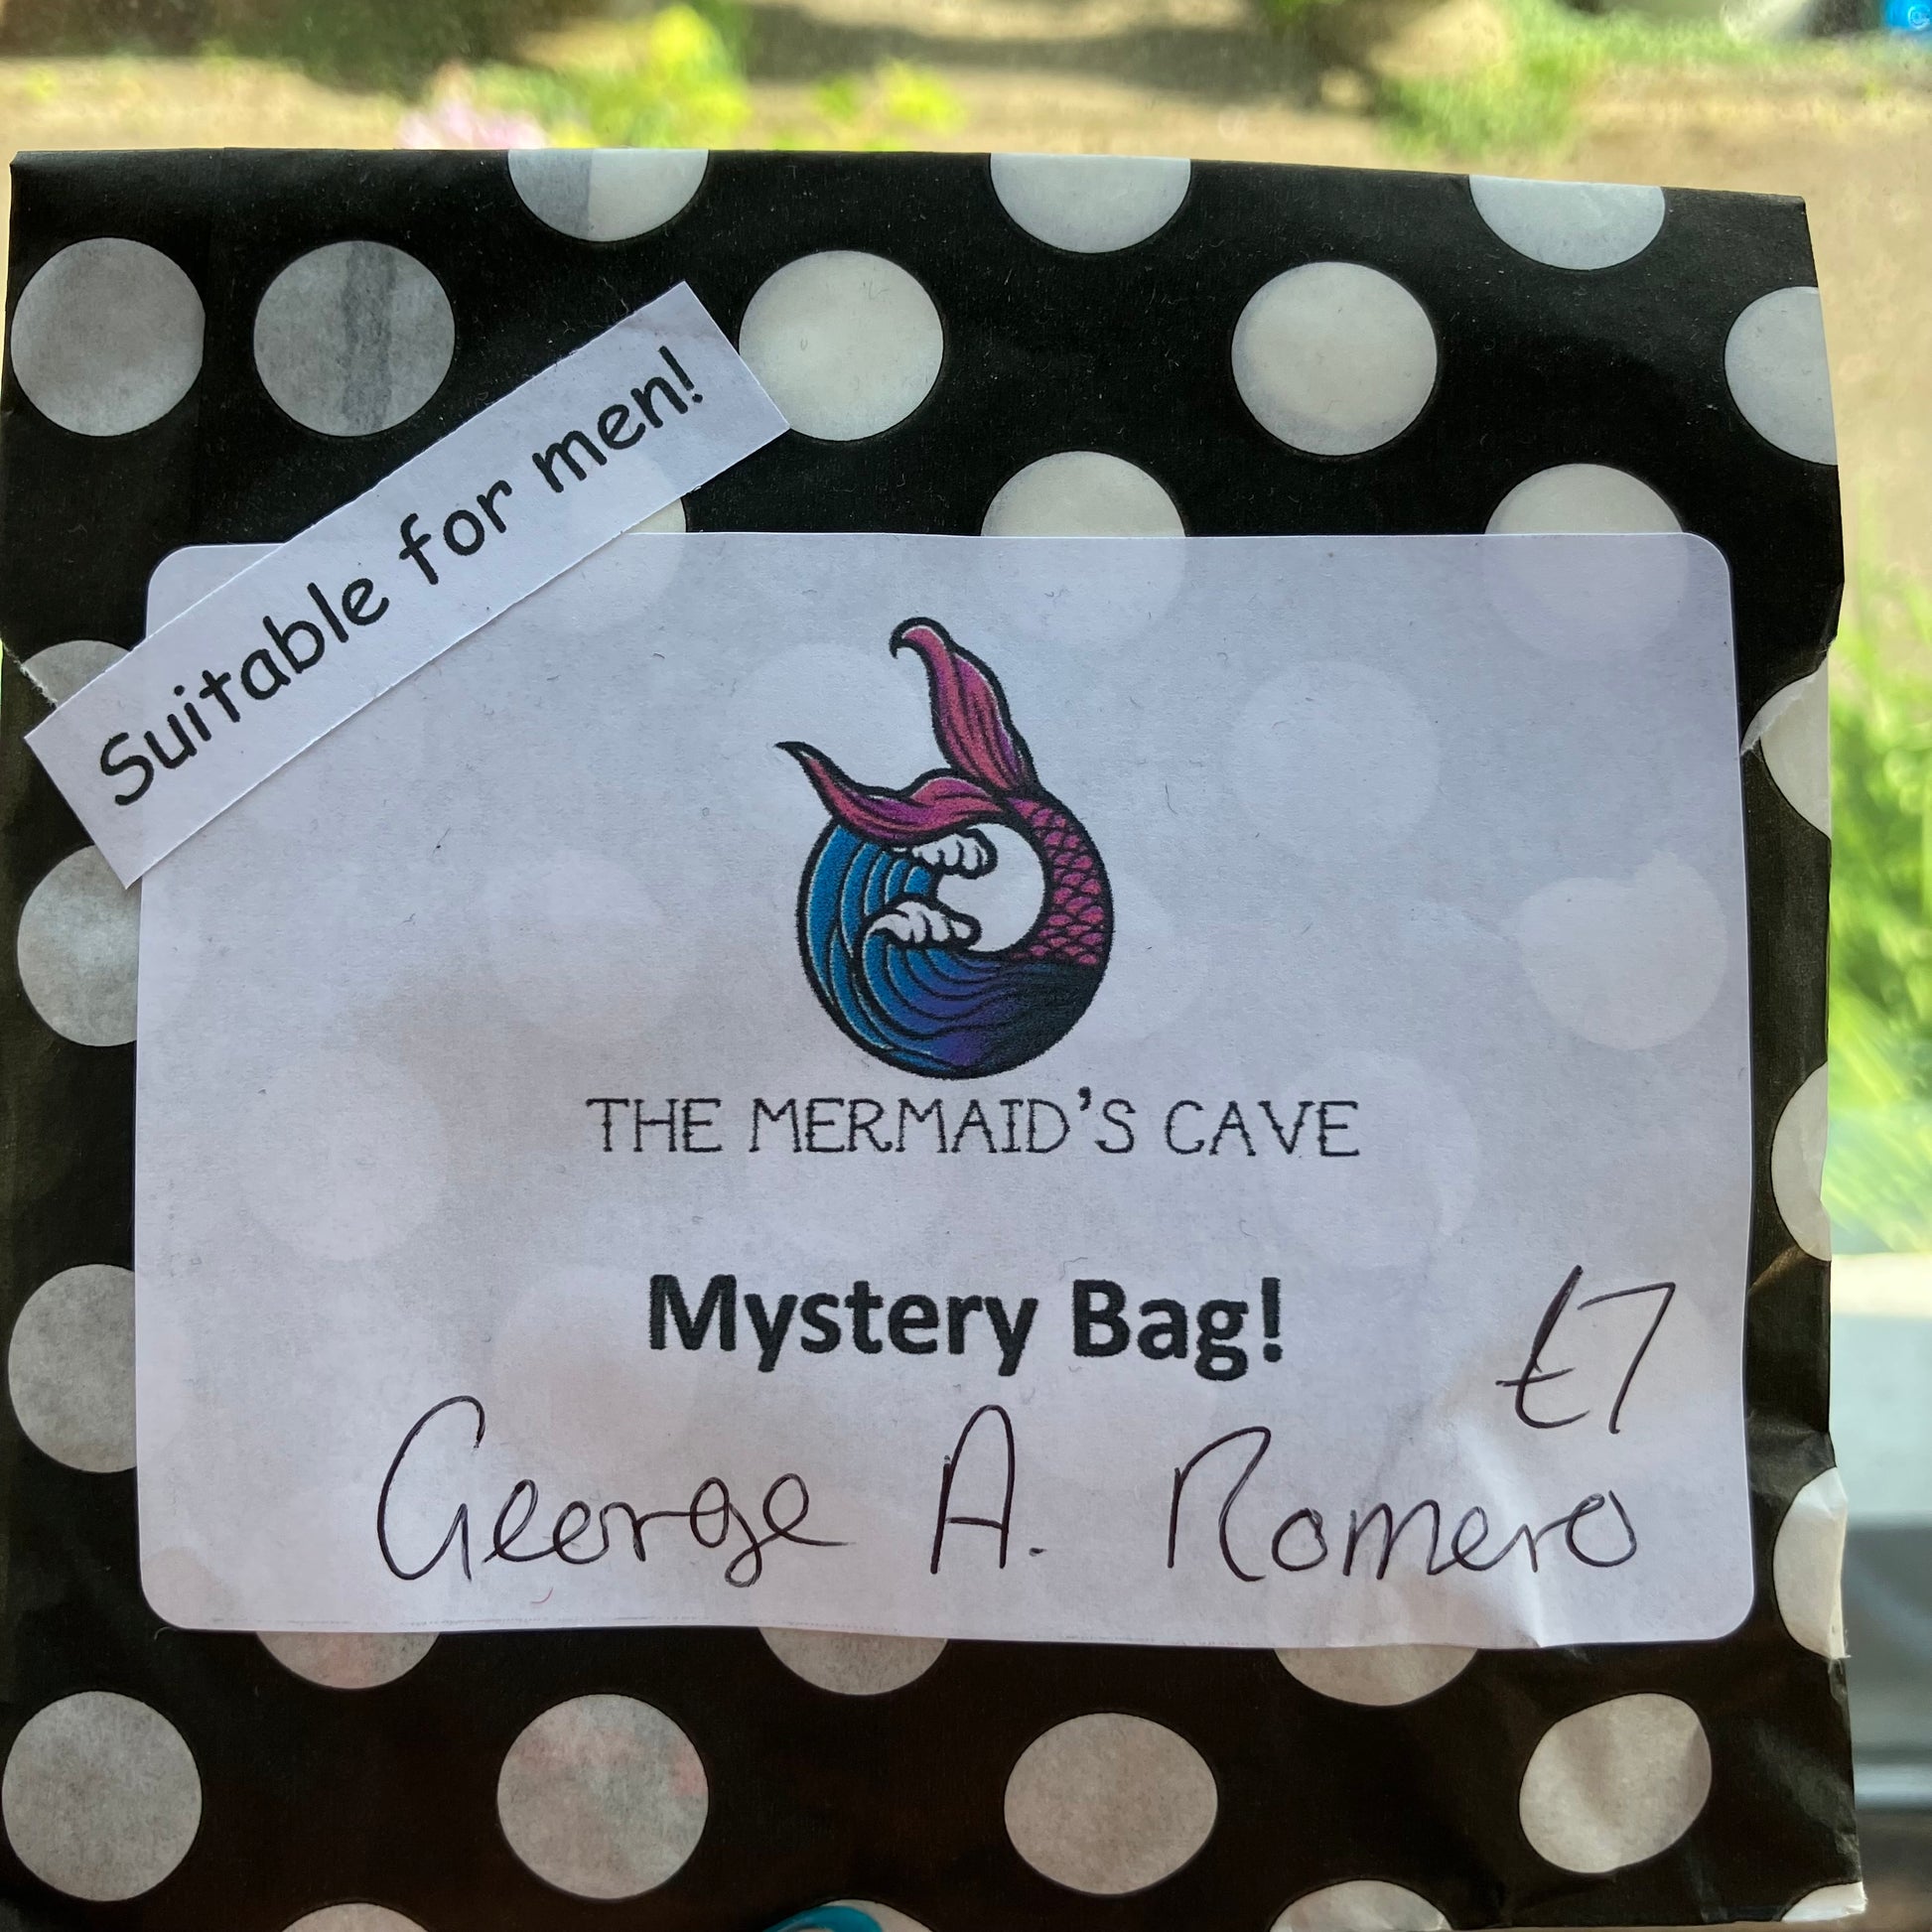 Suitable for men!
THE MERMAID'S CAVE
Mystery Bag!
£7
George A. Romero